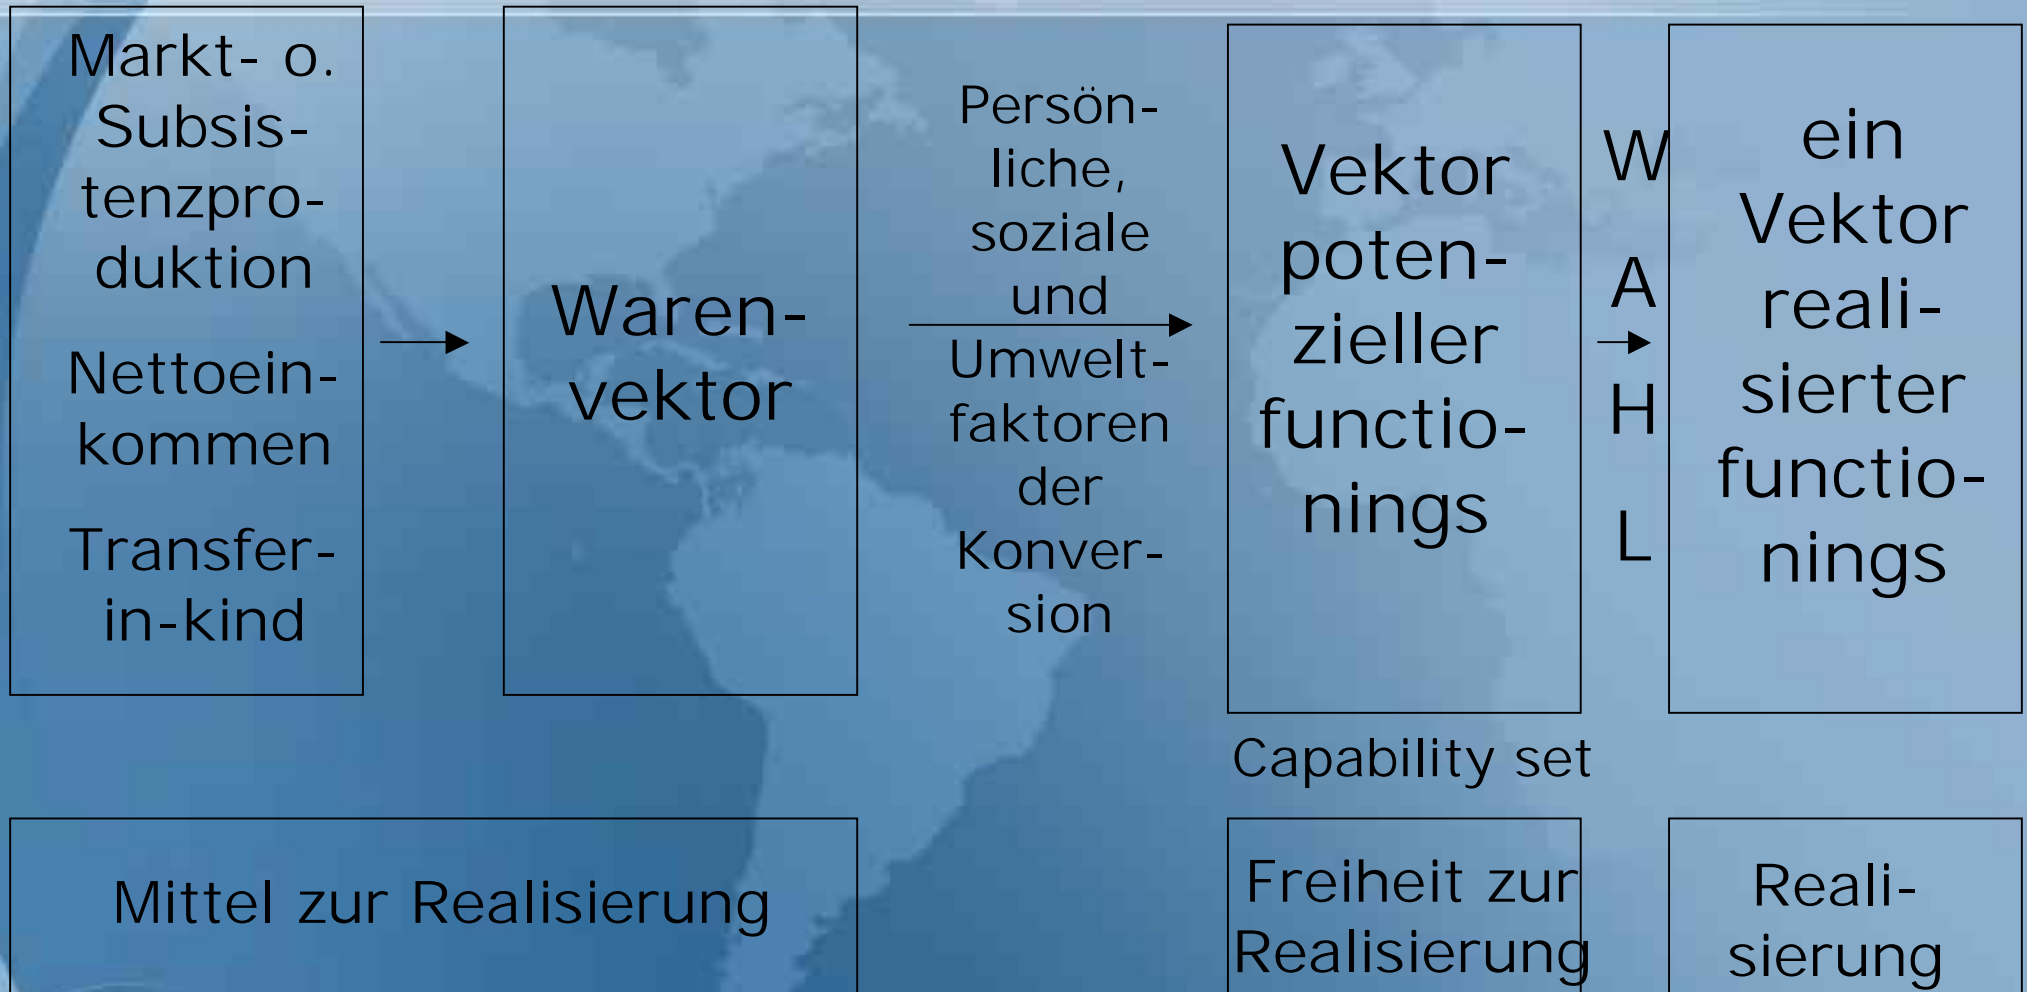 Markt- o.
Subsis-
tenzpro-
duktion
Nettoein-
kommen
Transfer-
in-kind
Waren-
vektor
Persön-
liche,
soziale
und
Umwelt-
faktoren
der
Konver-
sion
Vektor
poten-
zieller
functio-
nings
W
A
H
L
ein
Vektor
reali-
sierter
functio-
nings
Capability set
Mittel zur Realisierung
Freiheit zur
Realisierung
Reali-
sierung